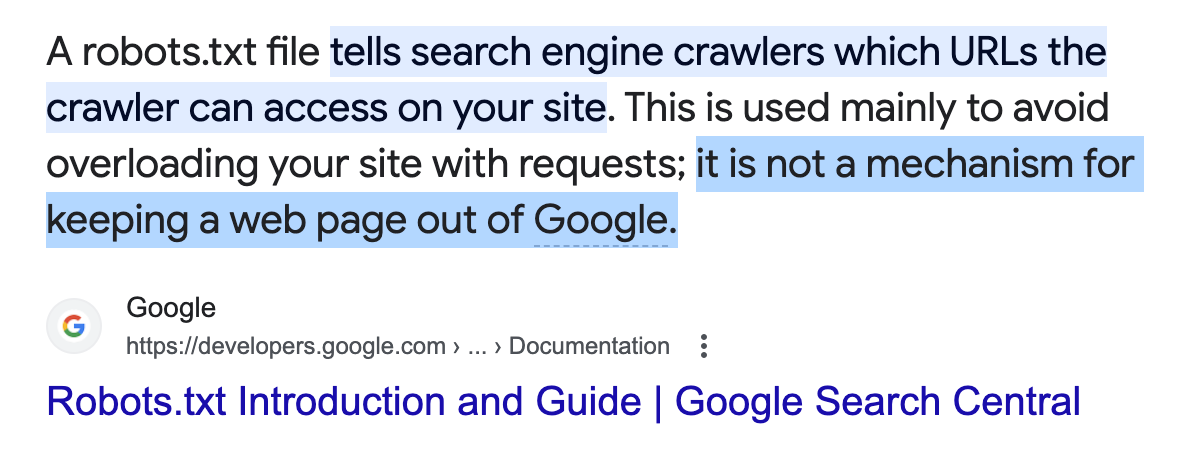 A robots.txt file tells search engine crawlers which URLs the
crawler can access on your site. This is used mainly to avoid
overloading your site with requests; it is not a mechanism for
keeping a web page out of Google.
Google
https://developers.google.com › ... › Documentation
Robots.txt Introduction and Guide | Google Search Central